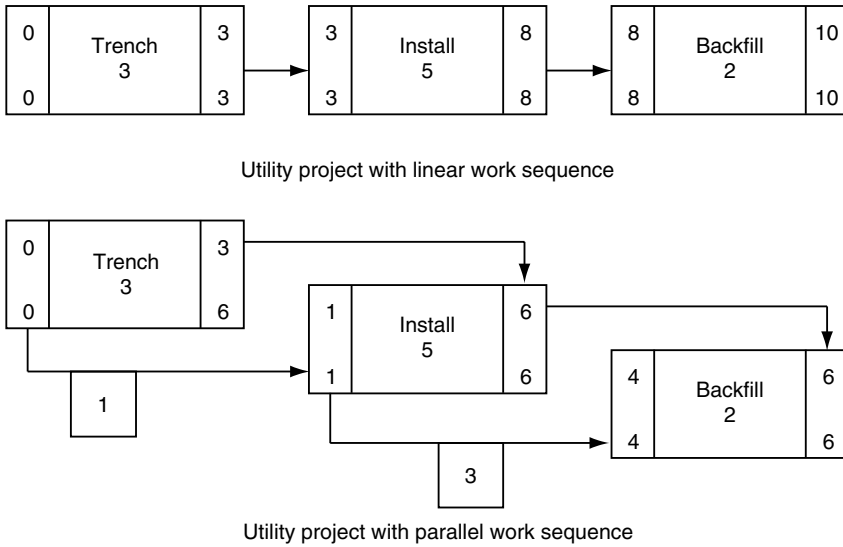 0 Trench 3 3 Install 8 8 Backfill 10
3 5 2
0 3 3 8 8 10
Utility project with linear work sequence
0 Trench 3
3
0 6
1 Install 6
5
1 6
1
4 Backfill 6
2
4 6
3
Utility project with parallel work sequence